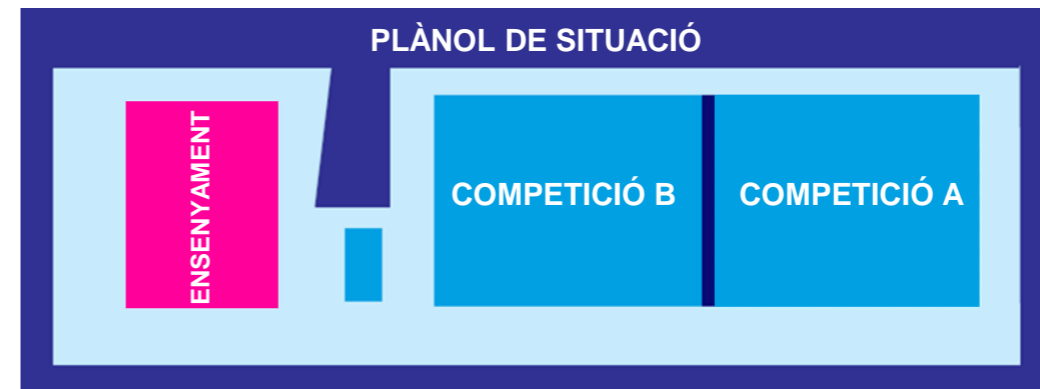 PLÀNOL DE SITUACIÓ
ENSENYAMENT
COMPETICIÓ B
COMPETICIÓ A